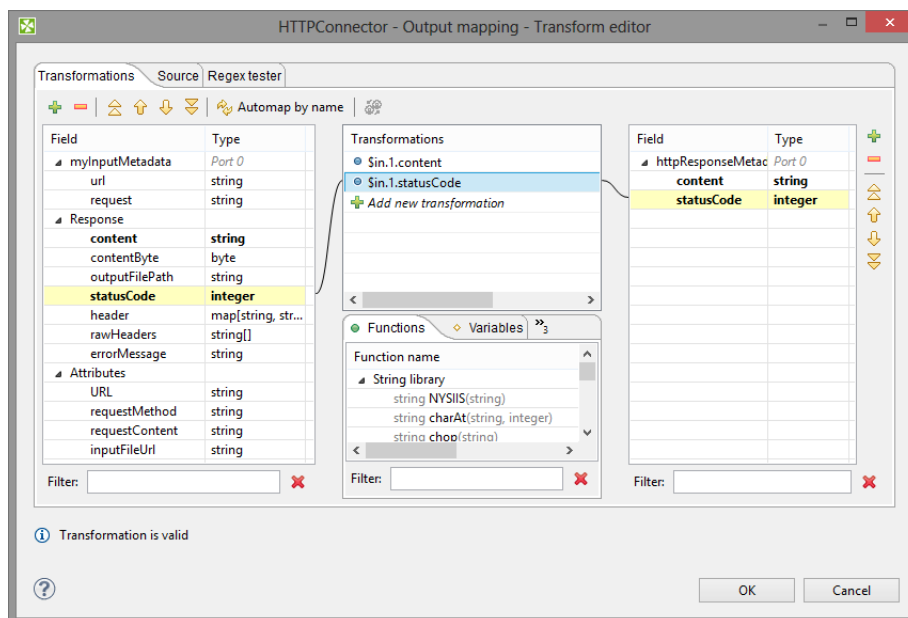 HTTPConnector - Output mapping - Transform editor
Transformations Source Regex tester
Automap by name
Field Type
myInputMetadata Port 0
url string
request string
Response
content string
contentByte byte
outputFilePath string
statusCode integer
header map[string, str...
rawHeaders string[]
errorMessage string
Attributes
URL string
requestMethod string
requestContent string
inputFileUrl string
Filter:
Transformations
$in.1.content
$in.1.statusCode
Add new transformation
Functions Variables »3
Function name
String library
string NYSIIS(string)
string charAt(string, integer)
string chop(string)
Filter:
Field Type
httpResponseMetad Port 0
content string
statusCode integer
Filter:
Transformation is valid
OK Cancel